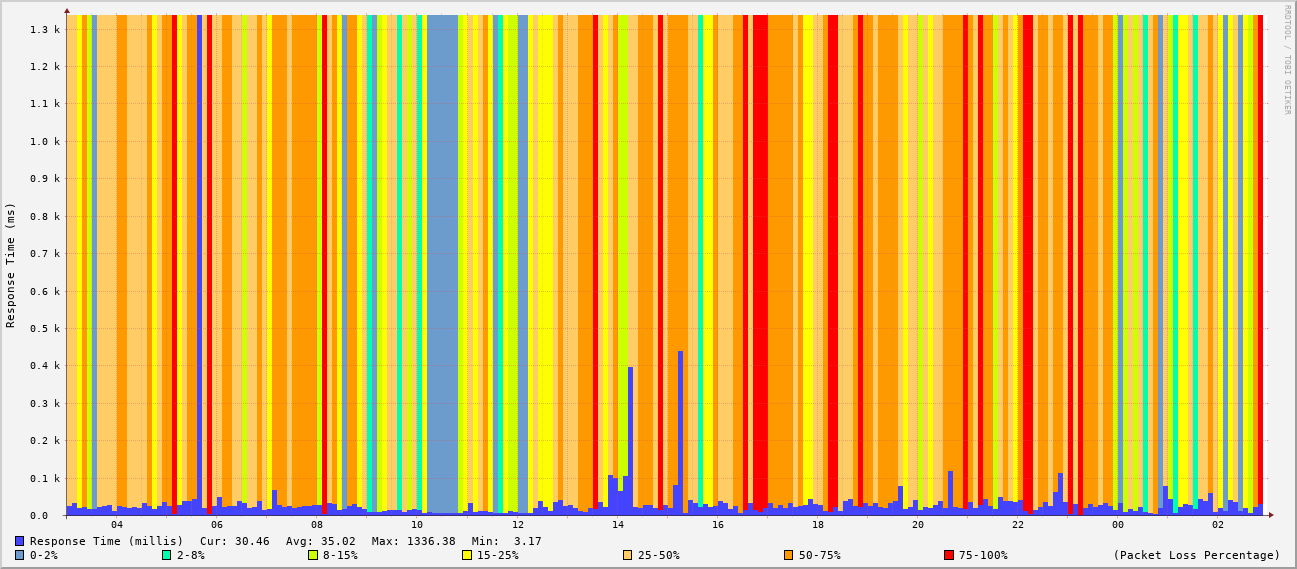 RRDTOOL / TOBI OETIKER
Response Time (ms)
1.3 k
1.2 k
1.1 k
1.0 k
0.9 k
0.8 k
0.7 k
0.6 k
0.5 k
0.4 k
0.3 k
0.2 k
0.1 k
0.0
04 06 08 10 12 14 16 18 20 22 00 02
Response Time (millis) Cur: 30.46 Avg: 35.02 Max: 1336.38 Min: 3.17
0-2% 2-8% 8-15% 15-25% 25-50% 50-75% 75-100% (Packet Loss Percentage)